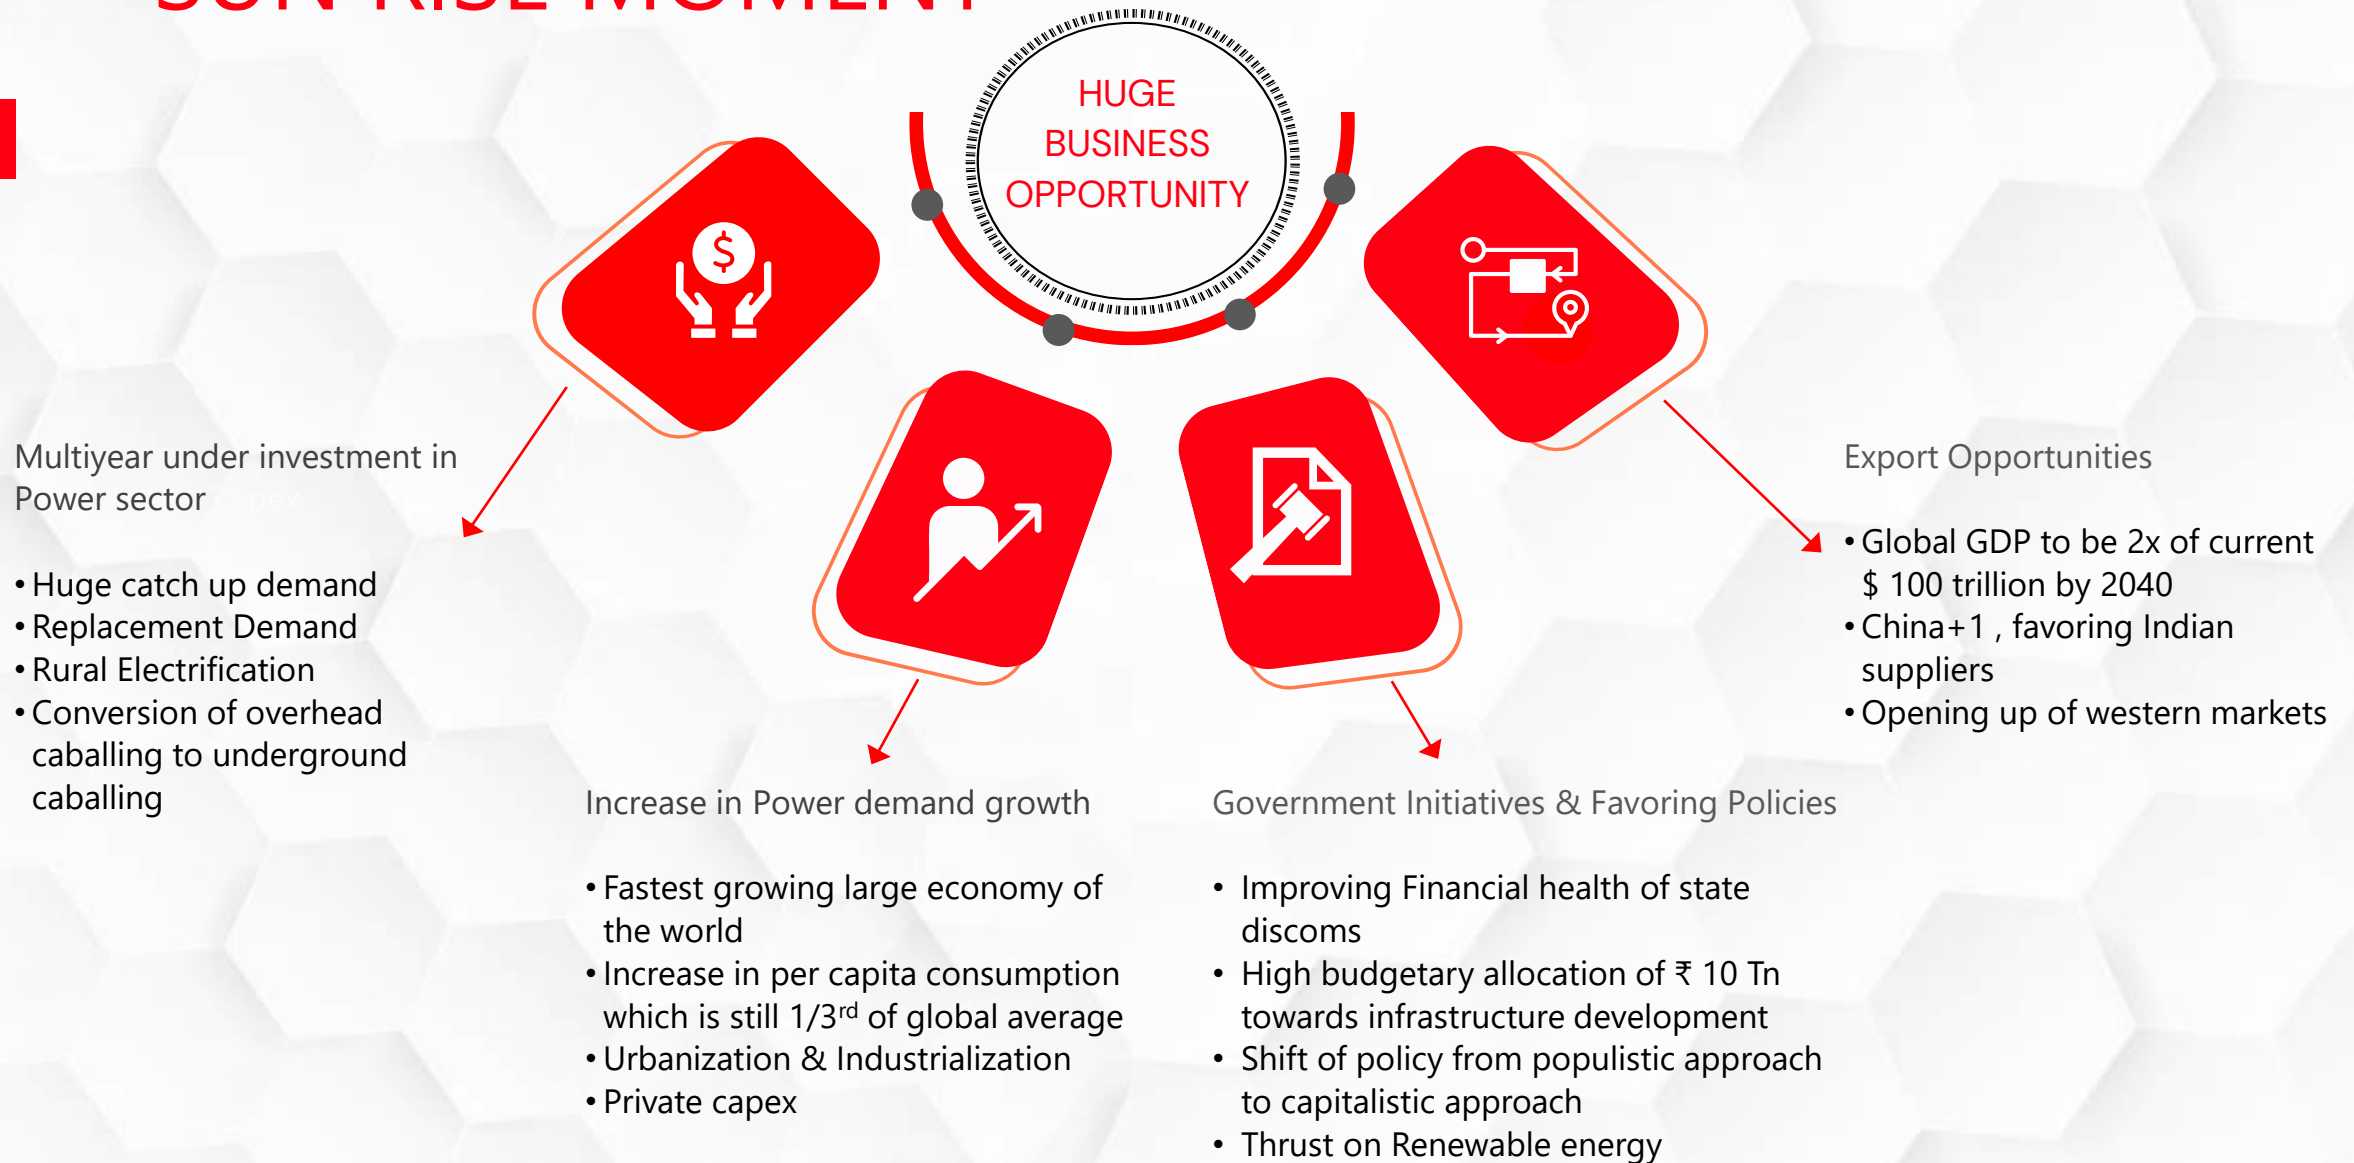 SUN RISE MOMENT
HUGE
BUSINESS
OPPORTUNITY
Multiyear under investment in
Power sector capex
• Huge catch up demand
• Replacement Demand
• Rural Electrification
• Conversion of overhead
caballing to underground
caballing
Increase in Power demand growth
• Fastest growing large economy of
the world
• Increase in per capita consumption
which is still 1/3rd of global average
• Urbanization & Industrialization
• Private capex
Government Initiatives & Favoring Policies
• Improving Financial health of state
discoms
• High budgetary allocation of ₹ 10 Tn
towards infrastructure development
• Shift of policy from populistic approach
to capitalistic approach
• Thrust on Renewable energy
Export Opportunities
• Global GDP to be 2x of current
$ 100 trillion by 2040
• China+1 , favoring Indian
suppliers
• Opening up of western markets